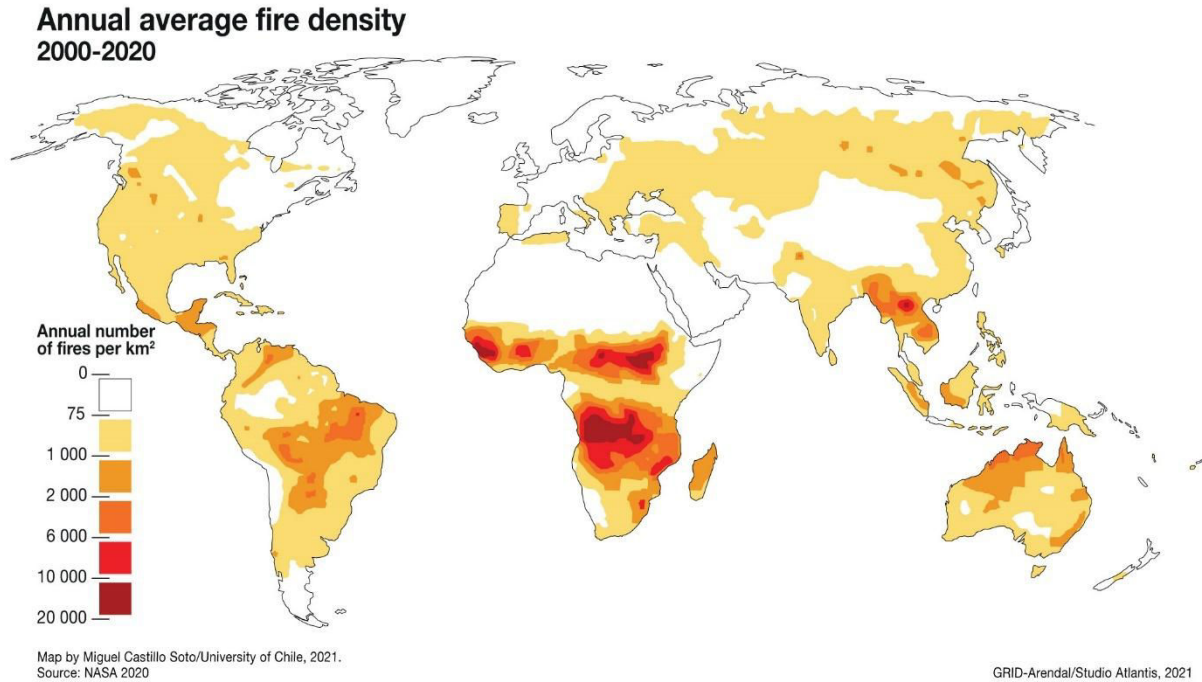 Annual average fire density
2000-2020
Annual number
of fires per km²
0
75
1 000
2 000
6 000
10 000
20 000
Map by Miguel Castillo Soto/University of Chile, 2021.
Source: NASA 2020
GRID-Arendal/Studio Atlantis, 2021